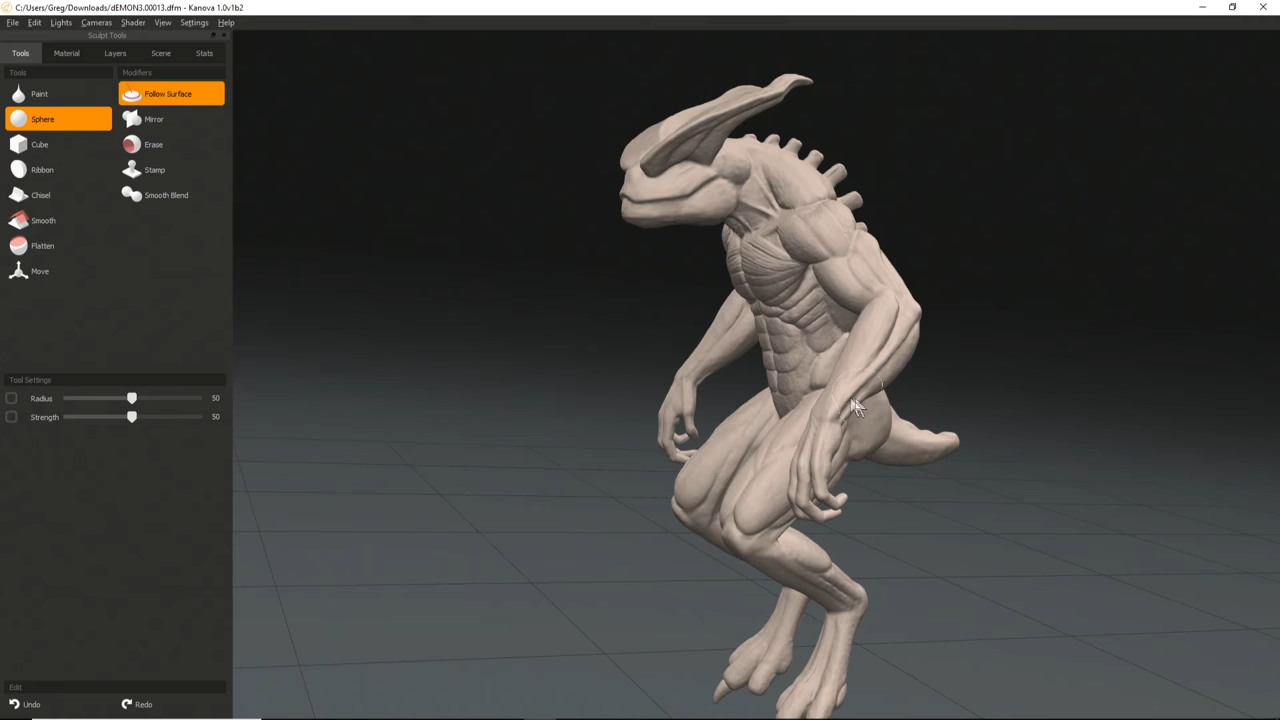 C:/Users/Greg/Downloads/dEMON3.00013.dfm - Kanova 1.0v1b2
File Edit Lights Cameras Shader View Settings Help
Sculpt Tools
Tools Material Layers Scene Stats
Tools Modifiers
Paint Follow Surface
Sphere Mirror
Cube Erase
Ribbon Stamp
Chisel Smooth Blend
Smooth
Flatten
Move
Tool Settings
Radius 50
Strength 50
Edit
Undo Redo